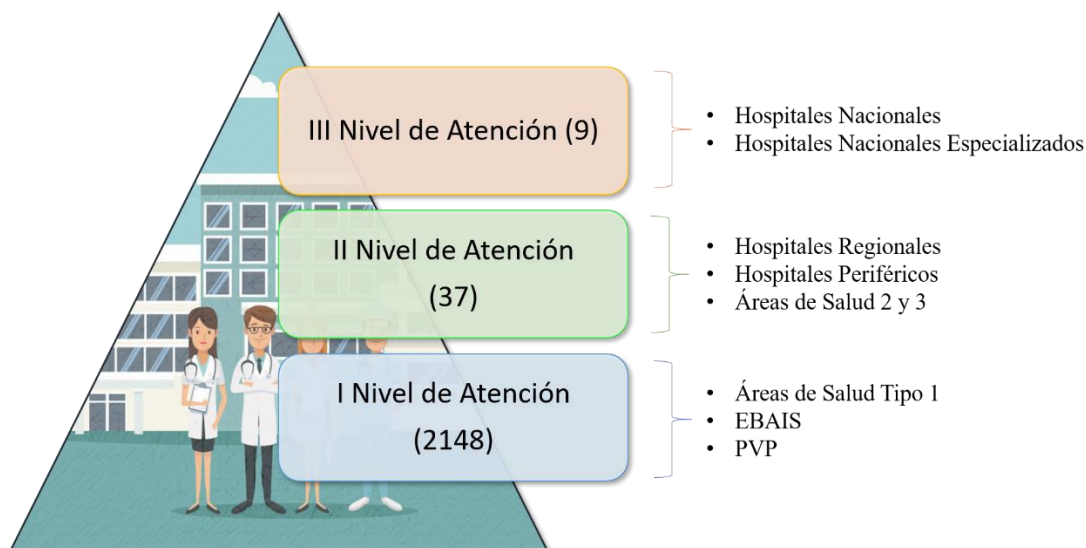 III Nivel de Atención (9)
• Hospitales Nacionales
• Hospitales Nacionales Especializados
II Nivel de Atención
(37)
• Hospitales Regionales
• Hospitales Periféricos
• Áreas de Salud 2 y 3
I Nivel de Atención
(2148)
• Áreas de Salud Tipo 1
• EBAIS
• PVP